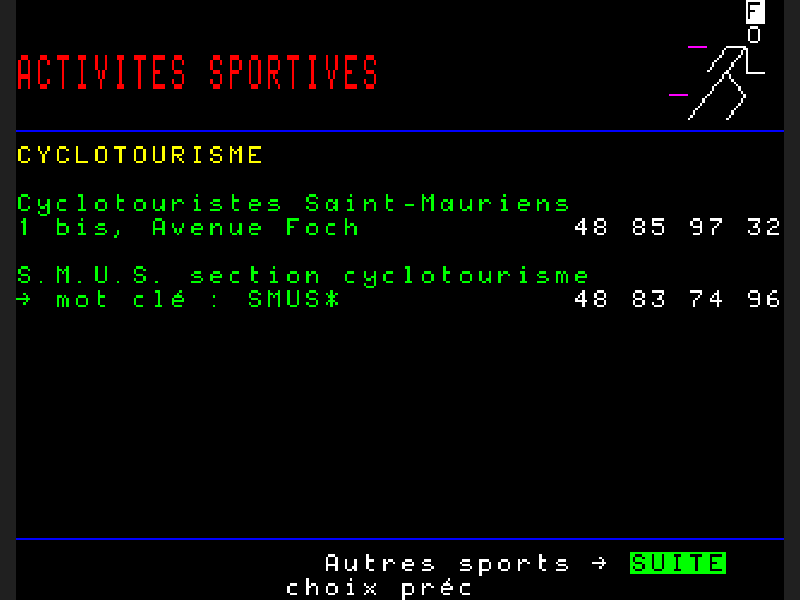 F
ACTIVITES SPORTIVES
CYCLOTOURISME
Cyclotouristes Saint-Mauriens
1 bis, Avenue Foch 48 85 97 32
S.M.U.S. section cyclotourisme
→ mot clé : SMUS* 48 83 74 96
Autres sports → SUITE
choix préc